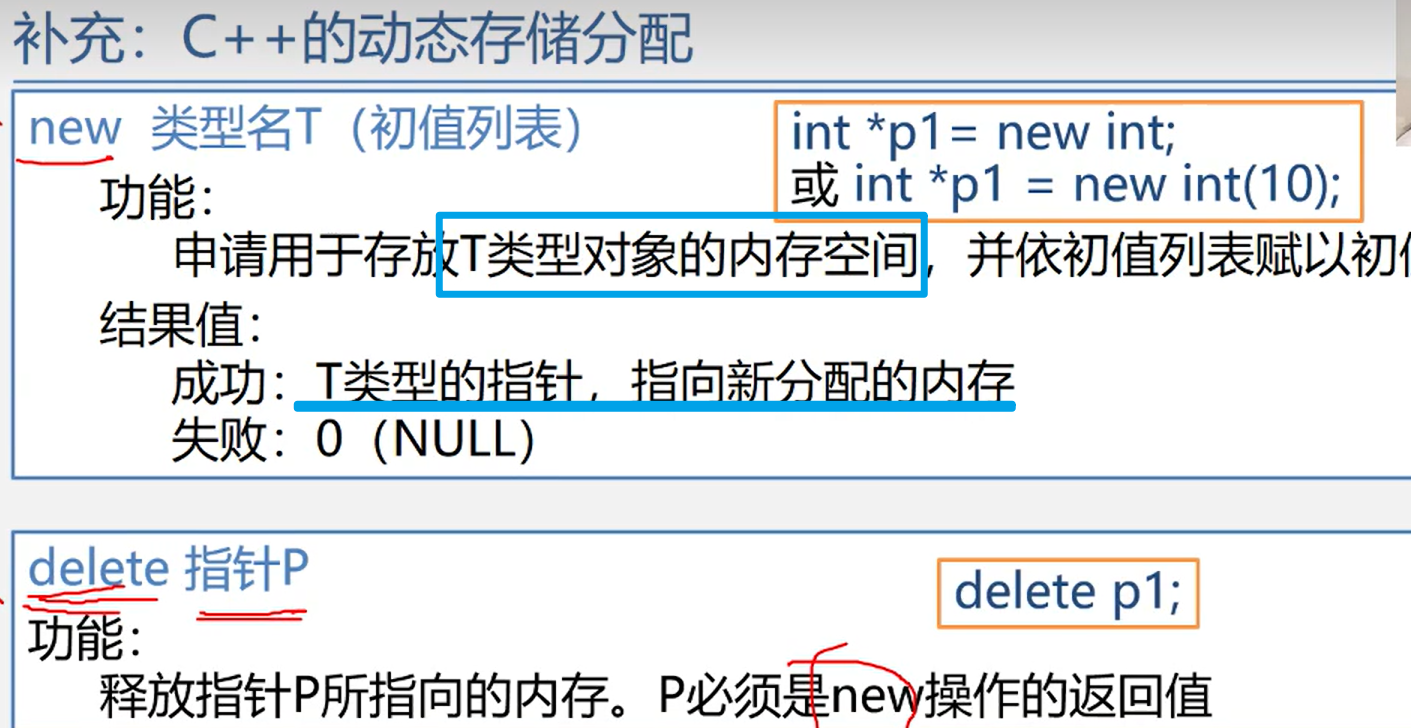 补充：C++的动态存储分配
new 类型名T（初值列表）
int *p1= new int;
或 int *p1 = new int(10);
功能：
申请用于存放T类型对象的内存空间，并依初值列表赋以初
结果值：
成功：T类型的指针，指向新分配的内存
失败：0（NULL）
delete 指针P
delete p1;
功能：
释放指针P所指向的内存。P必须是new操作的返回值